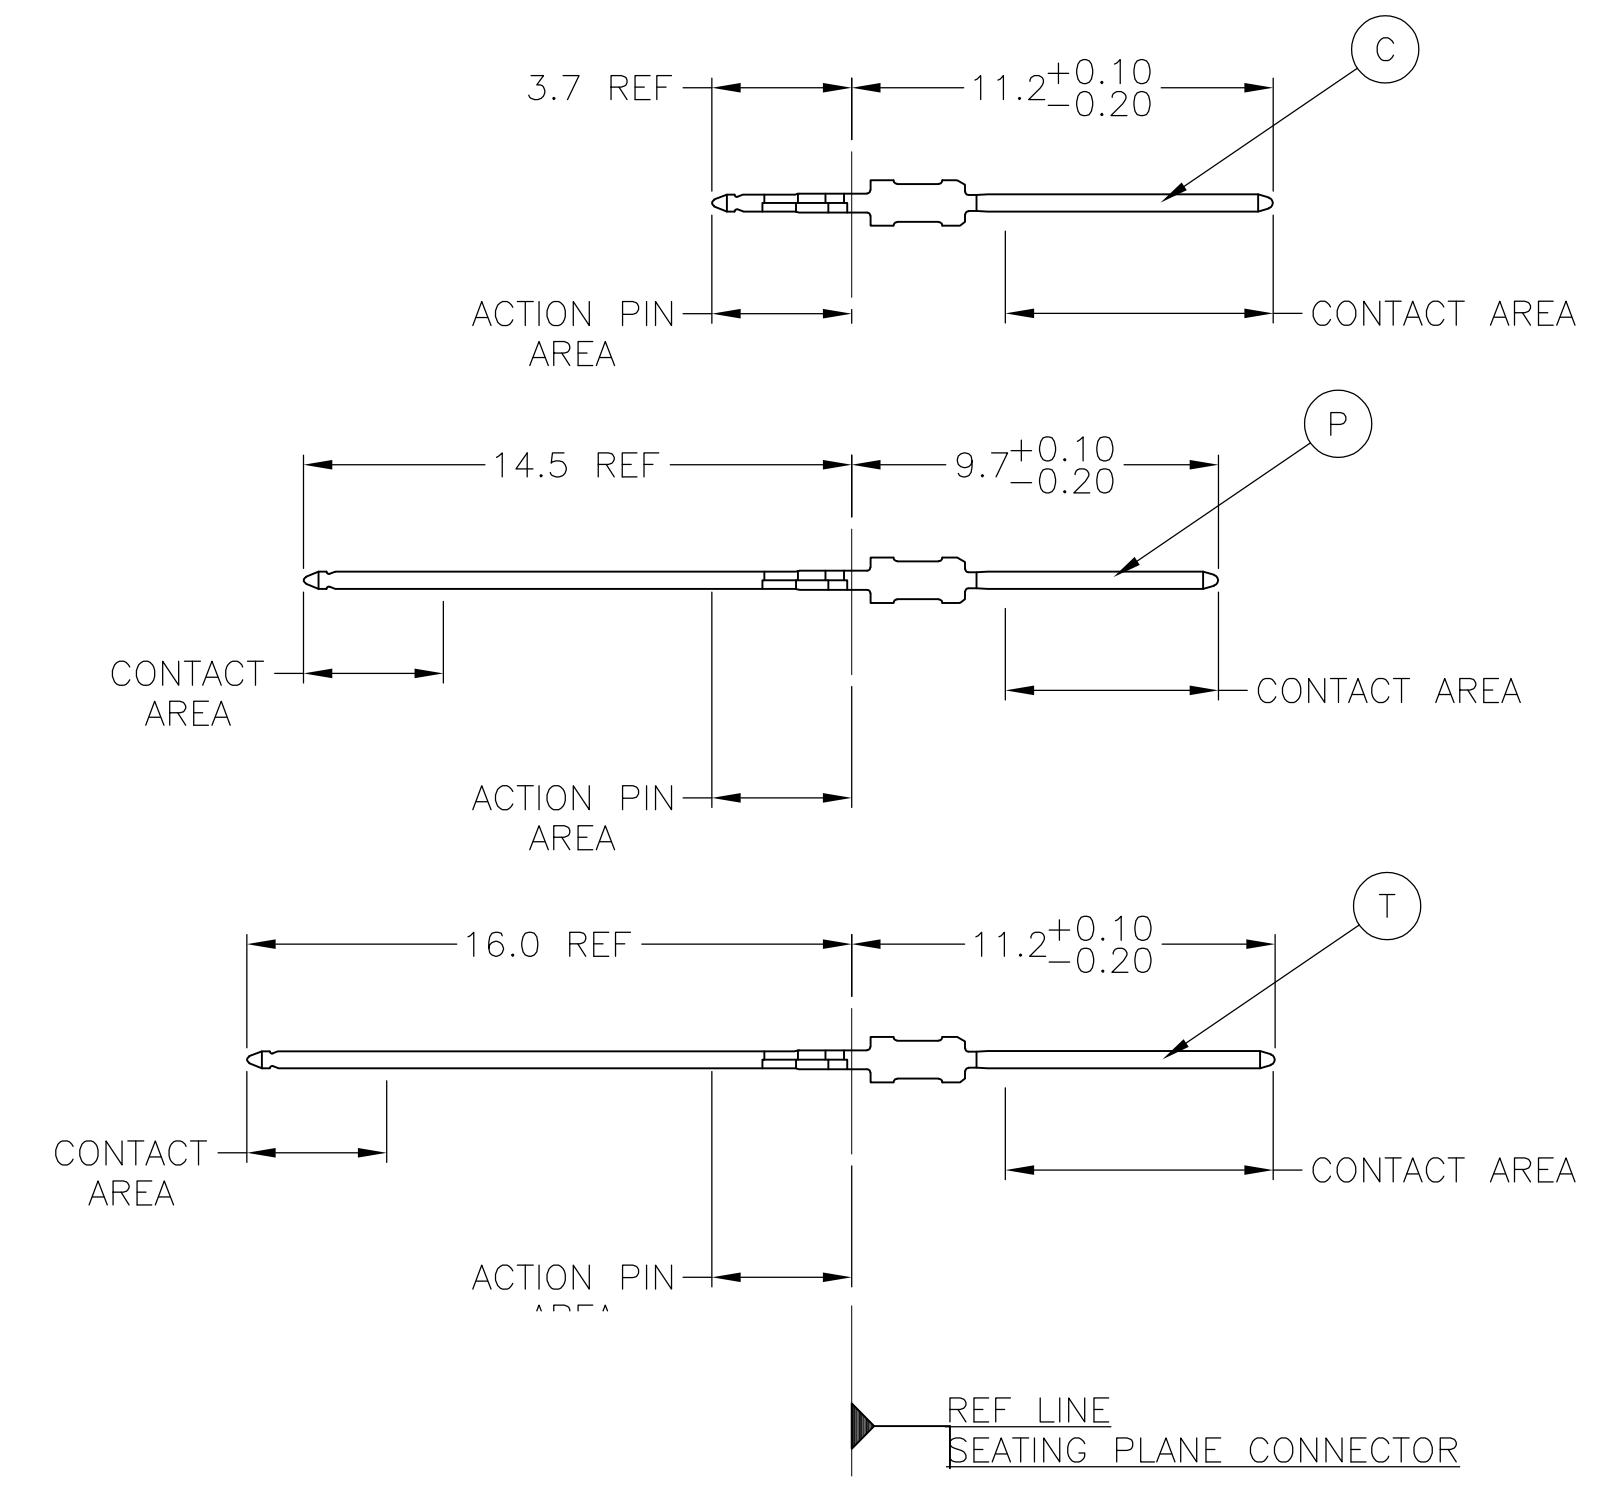 C
3.7 REF
11.2 +0.10
-0.20
ACTION PIN
AREA
CONTACT AREA
P
14.5 REF
9.7 +0.10
-0.20
CONTACT
AREA
CONTACT AREA
ACTION PIN
AREA
T
16.0 REF
11.2 +0.10
-0.20
CONTACT
AREA
CONTACT AREA
ACTION PIN
REF LINE
SEATING PLANE CONNECTOR